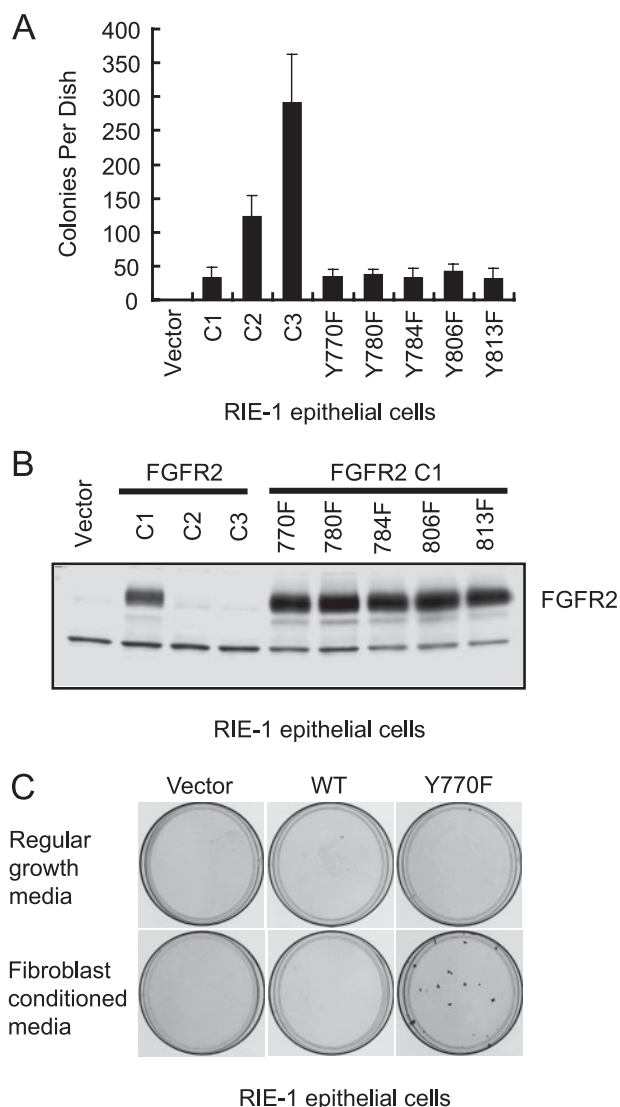 A
Colonies Per Dish
400
350
300
250
200
150
100
50
0
Vector
C1
C2
C3
Y770F
Y780F
Y784F
Y806F
Y813F
RIE-1 epithelial cells
B
FGFR2
FGFR2 C1
Vector
C1
C2
C3
770F
780F
784F
806F
813F
FGFR2
RIE-1 epithelial cells
C
Vector
WT
Y770F
Regular
growth
media
Fibroblast
conditioned
media
RIE-1 epithelial cells